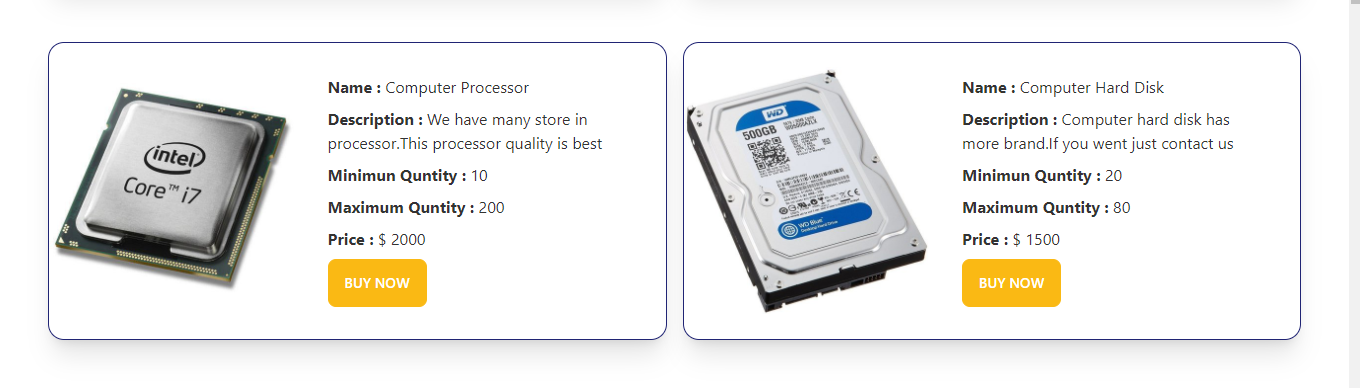 Name : Computer Processor
Description : We have many store in
processor.This processor quality is best
Minimun Quntity : 10
Maximum Quntity : 200
Price : $ 2000
BUY NOW
intel
Core™ i7
Name : Computer Hard Disk
Description : Computer hard disk has
more brand.If you went just contact us
Minimun Quntity : 20
Maximum Quntity : 80
Price : $ 1500
BUY NOW
WD
500GB
WD Blue